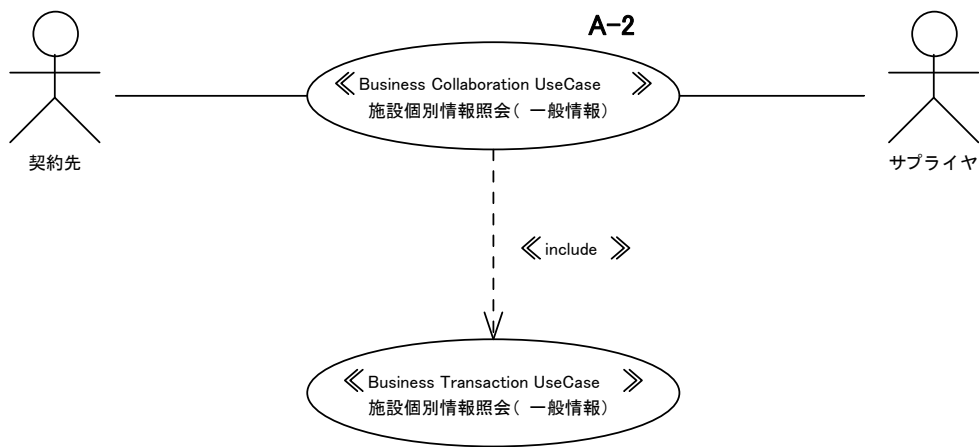 A-2
≪Business Collaboration UseCase ≫
施設個別情報照会( 一般情報)
契約先
サプライヤ
≪include ≫
≪Business Transaction UseCase ≫
施設個別情報照会( 一般情報)